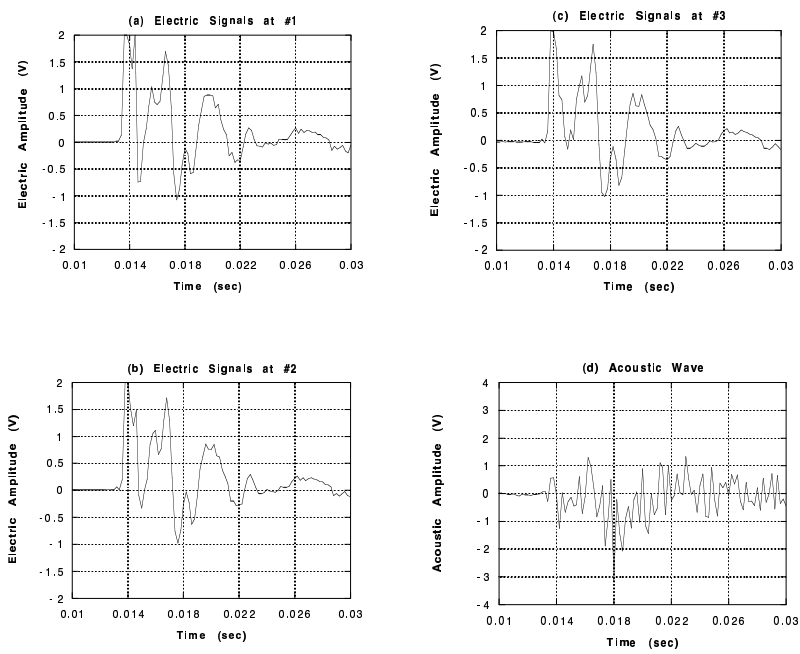 (a) Electric Signals at #1
Electric Amplitude (V)
2
1.5
1
0.5
0
-0.5
-1
-1.5
-2
0.01 0.014 0.018 0.022 0.026 0.03
Time (sec)
(c) Electric Signals at #3
Electric Amplitude (V)
2
1.5
1
0.5
0
-0.5
-1
-1.5
-2
0.01 0.014 0.018 0.022 0.026 0.03
Time (sec)
(b) Electric Signals at #2
Electric Amplitude (V)
2
1.5
1
0.5
0
-0.5
-1
-1.5
-2
0.01 0.014 0.018 0.022 0.026 0.03
Time (sec)
(d) Acoustic Wave
Acoustic Amplitude (V)
4
3
2
1
0
-1
-2
-3
-4
0.01 0.014 0.018 0.022 0.026 0.03
Time (sec)